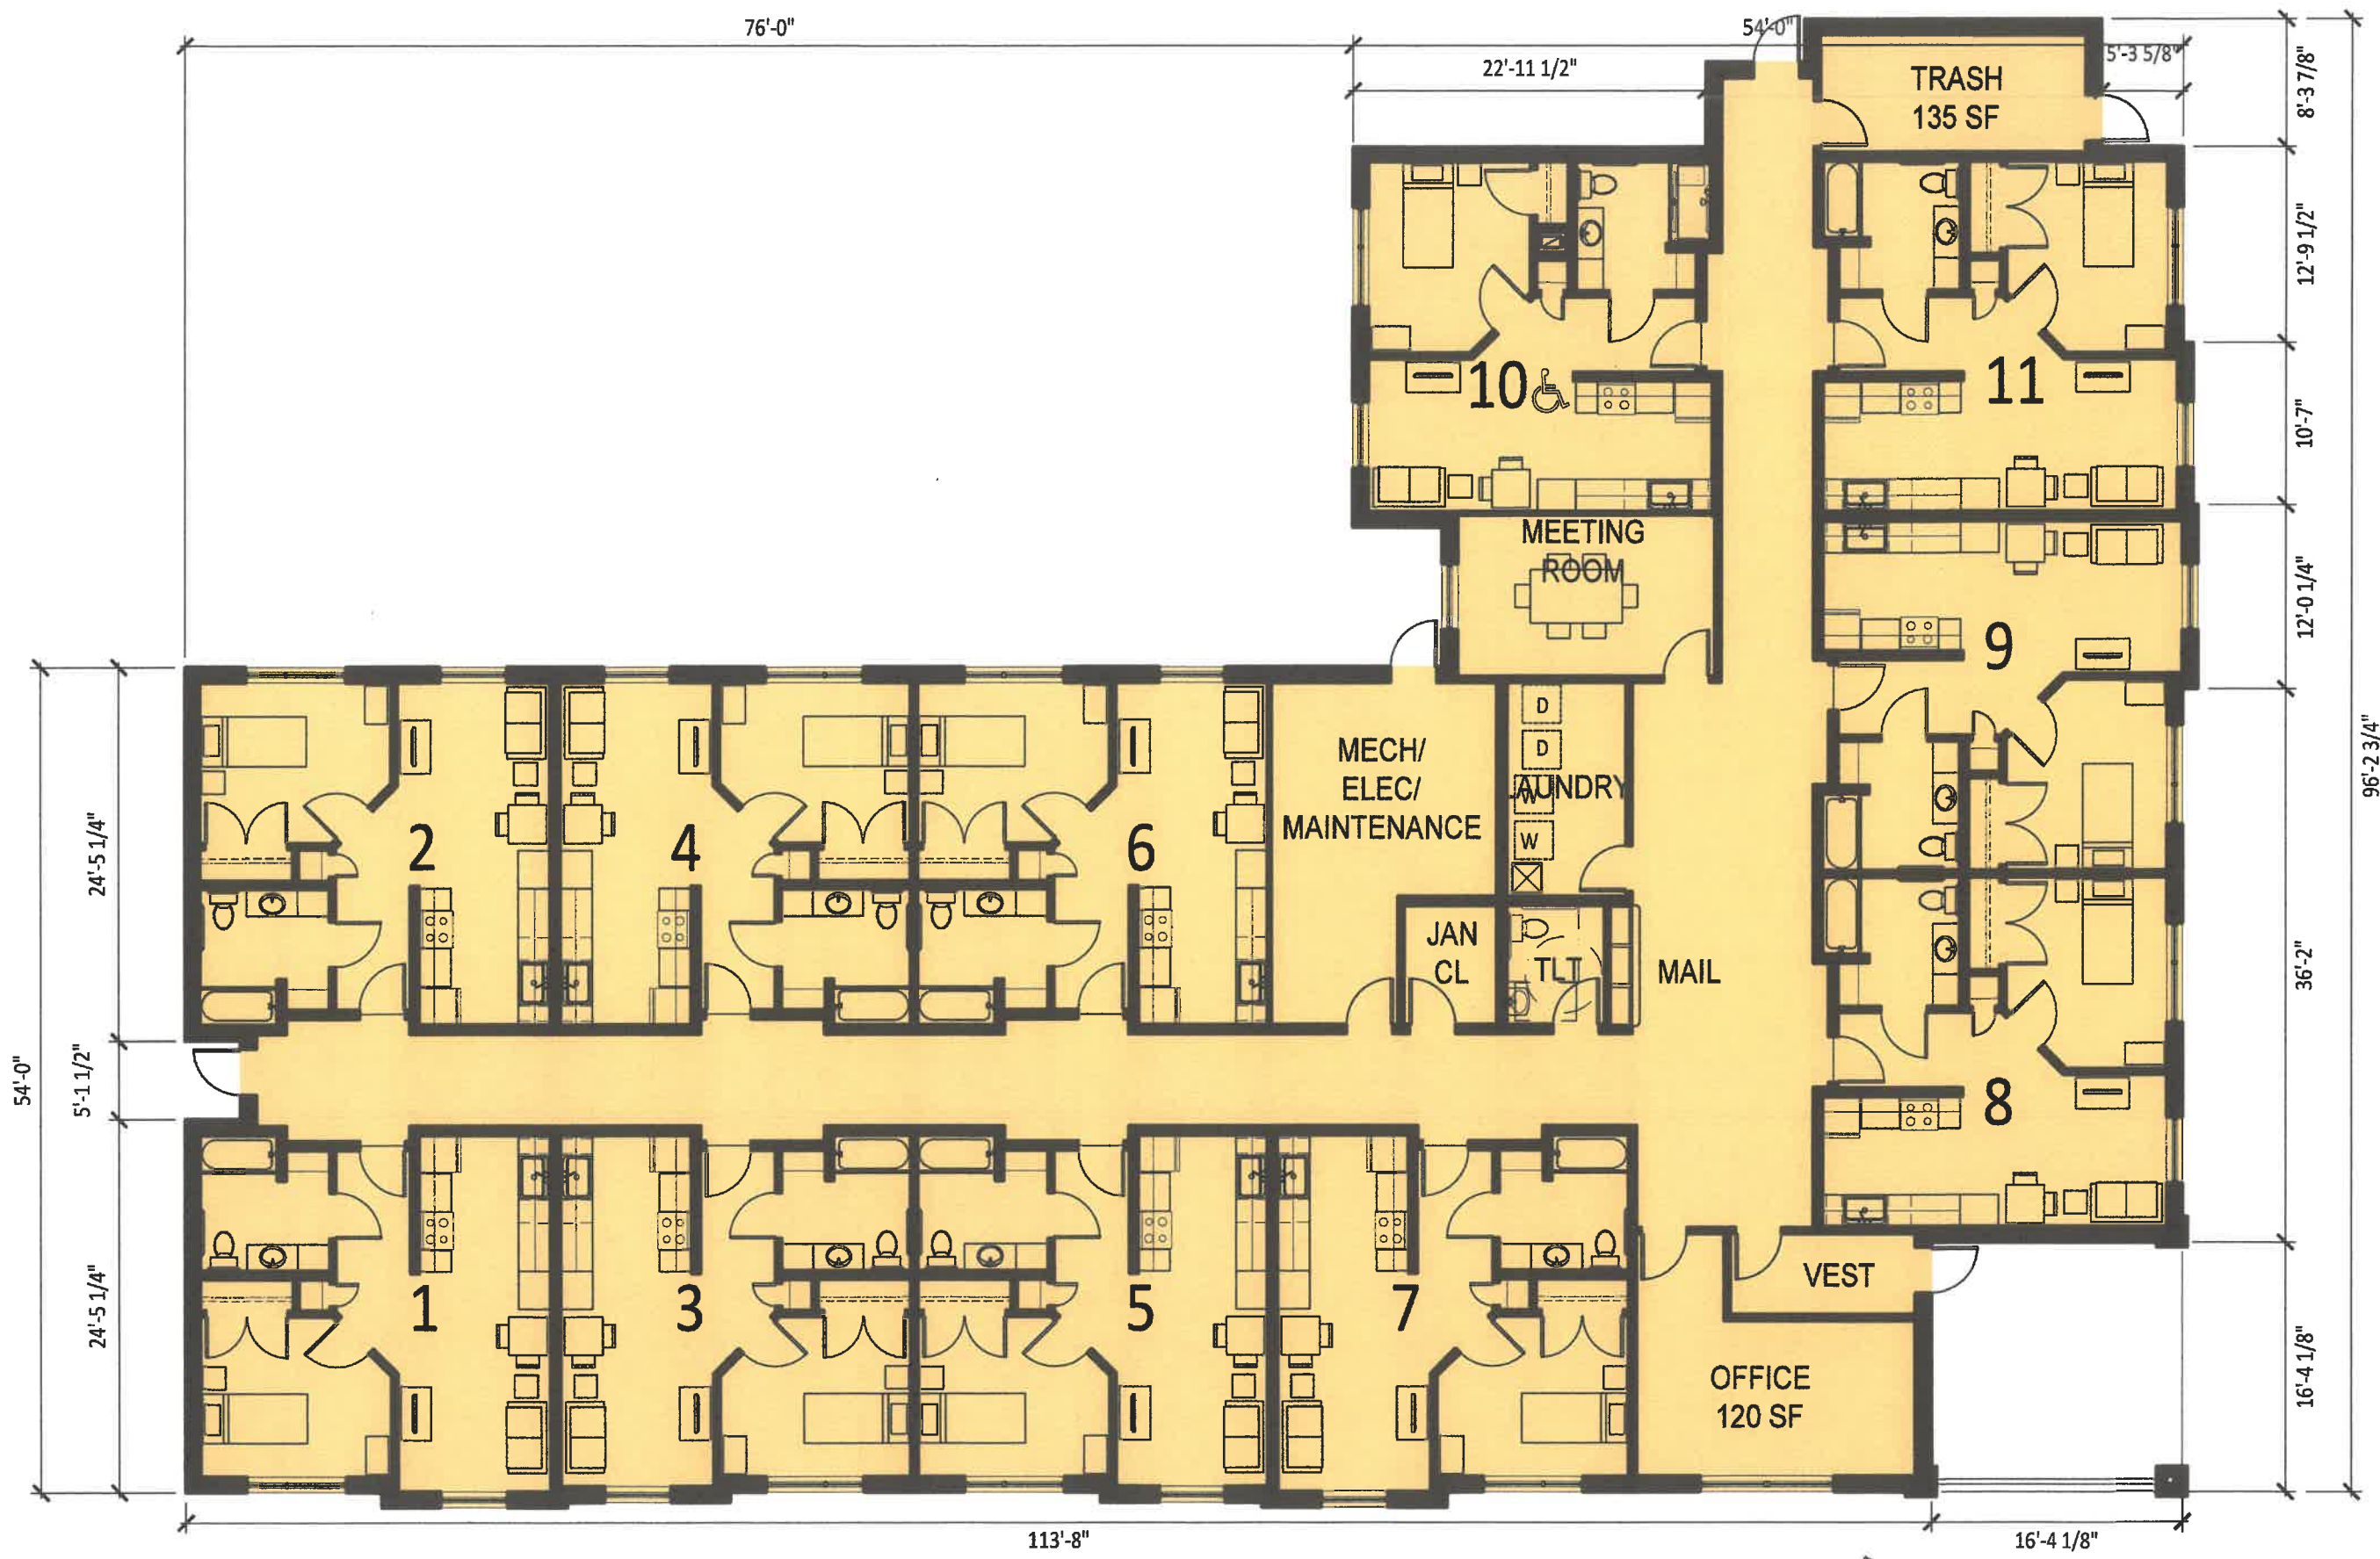 76'-0"
54'-0"
22'-11 1/2"
5'-3 5/8"
8'-3 7/8"
TRASH
135 SF
12'-9 1/2"
10
11
10'-7"
MEETING
ROOM
12'-0 1/4"
9
96'-2 3/4"
D
D
MECH/
ELEC/
MAINTENANCE
LAUNDRY
W
W
2
4
6
24'-5 1/4"
JAN
CL
TLT
MAIL
36'-2"
54'-0"
5'-1 1/2"
8
1
3
5
7
24'-5 1/4"
VEST
OFFICE
120 SF
16'-4 1/8"
113'-8"
16'-4 1/8"